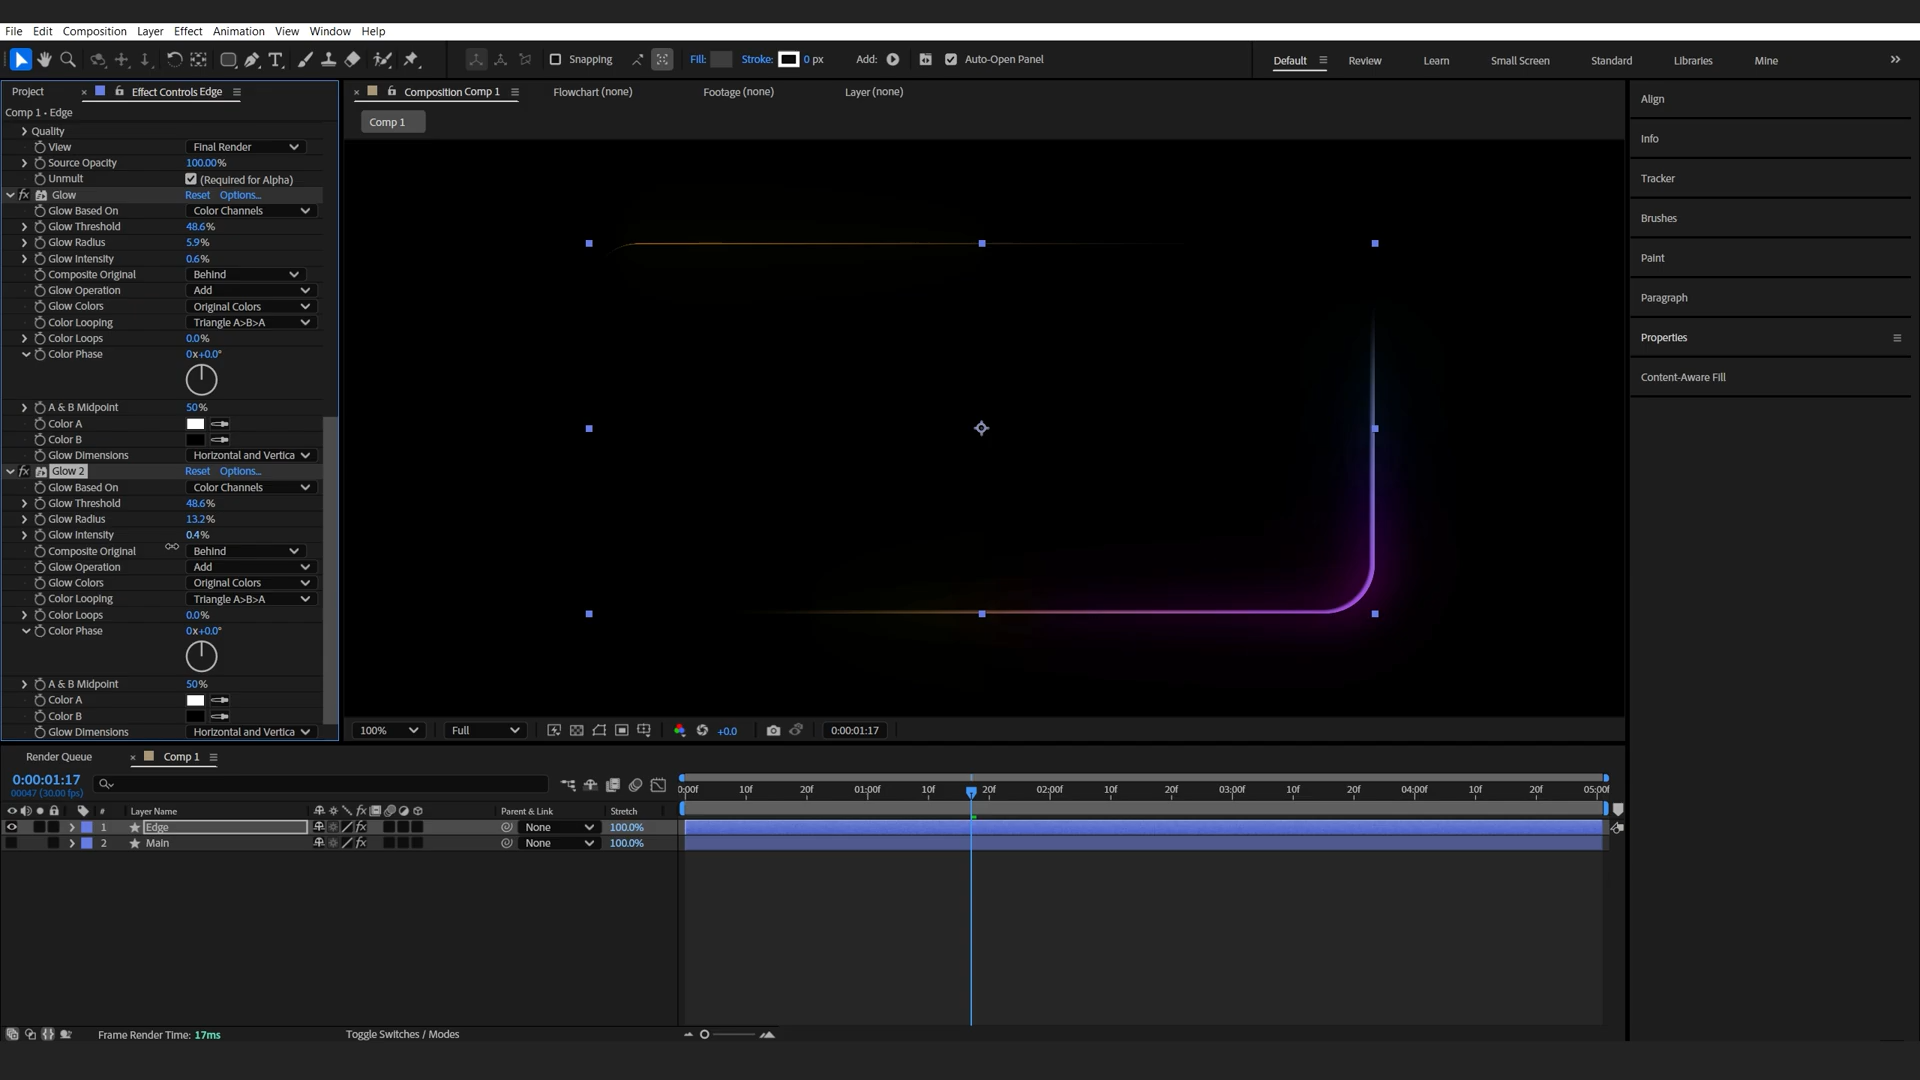 File Edit Composition Layer Effect Animation View Window Help
Snapping Fill: Stroke: 0 px Add: Auto-Open Panel Default Review Learn Small Screen Standard Libraries Mine
Project Effect Controls Edge
Comp 1 • Edge
Quality
View Final Render
Source Opacity 100.00%
Unmult (Required for Alpha)
fx Glow Reset Options...
Glow Based On Color Channels
Glow Threshold 48.6%
Glow Radius 5.9%
Glow Intensity 0.6%
Composite Original Behind
Glow Operation Add
Glow Colors Original Colors
Color Looping Triangle A>B>A
Color Loops 0.0%
Color Phase 0x+0.0°
A & B Midpoint 50%
Color A
Color B
Glow Dimensions Horizontal and Vertica
fx Glow 2 Reset Options...
Glow Based On Color Channels
Glow Threshold 48.6%
Glow Radius 13.2%
Glow Intensity 0.4%
Composite Original Behind
Glow Operation Add
Glow Colors Original Colors
Color Looping Triangle A>B>A
Color Loops 0.0%
Color Phase 0x+0.0°
A & B Midpoint 50%
Color A
Color B
Glow Dimensions Horizontal and Vertica
Composition Comp 1 Flowchart (none) Footage (none) Layer (none)
Comp 1
100% Full +0.0 0:00:01:17
Align
Info
Tracker
Brushes
Paint
Paragraph
Properties
Content-Aware Fill
Render Queue Comp 1
0:00:01:17
00047 (30.00 fps)
# Layer Name fx Parent & Link Stretch
1 Edge fx None 100.0%
2 Main fx None 100.0%
0:00f 10f 20f 01:00f 10f 20f 02:00f 10f 20f 03:00f 10f 20f 04:00f 10f 20f 05:00f
Frame Render Time: 17ms Toggle Switches / Modes